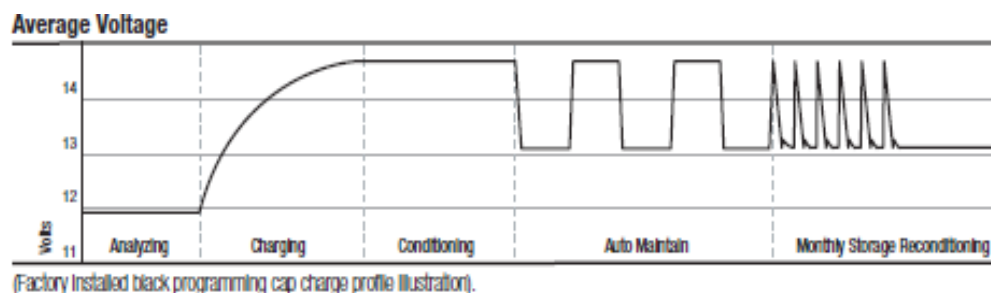 Average Voltage
14
13
12
11
Volts
Analyzing Charging Conditioning Auto Maintain Monthly Storage Reconditioning
(Factory Installed black programming cap charge profile Illustration).